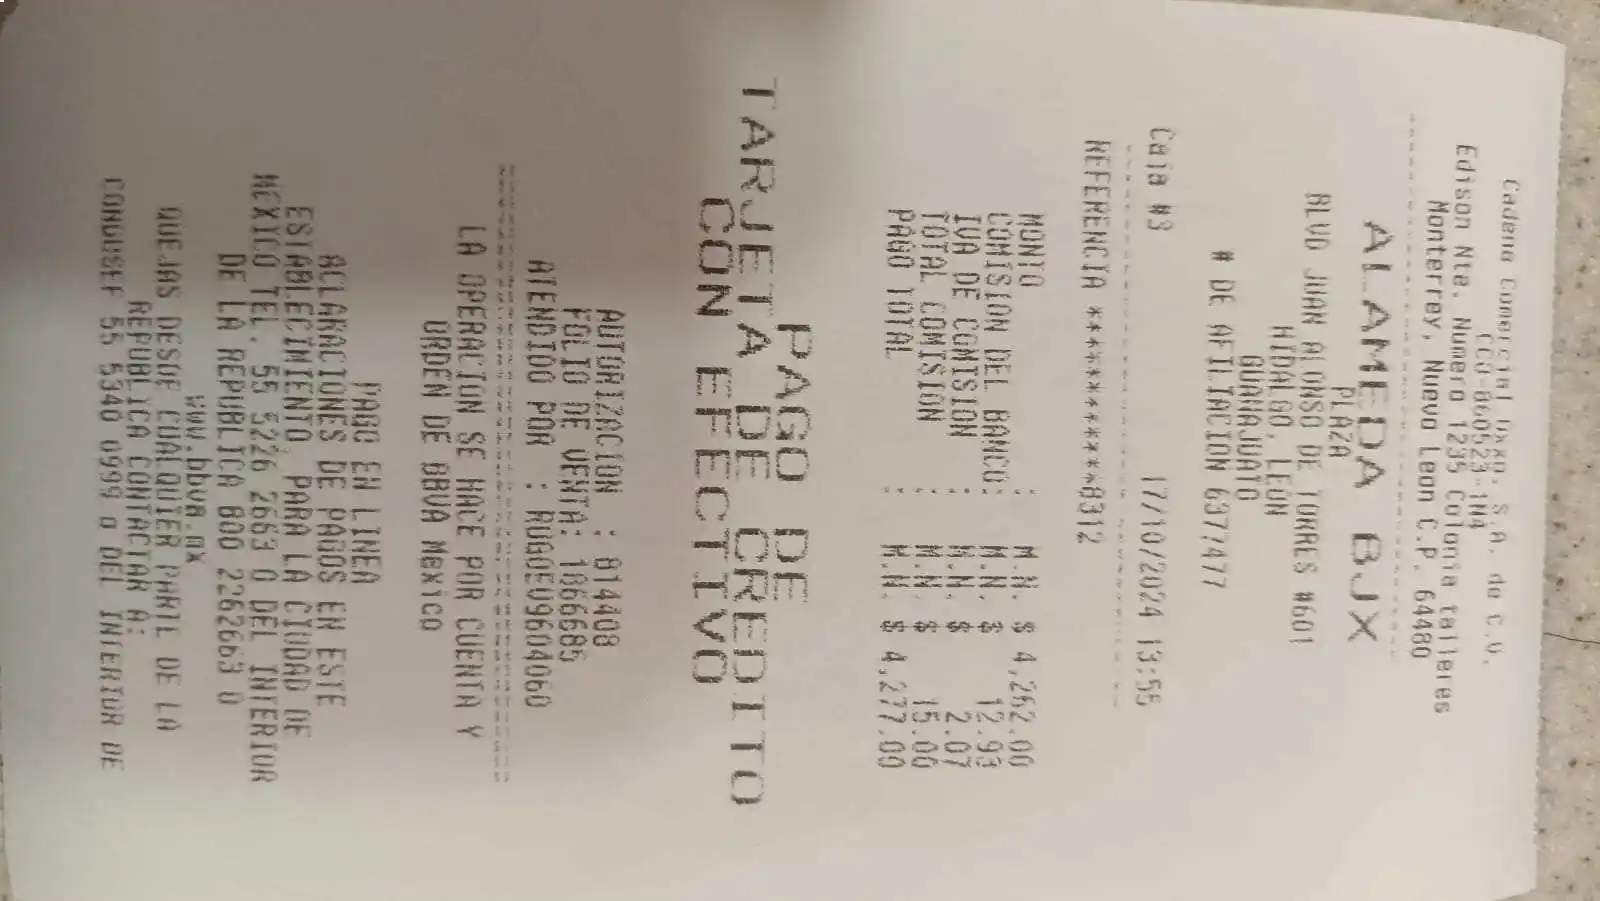 Cadena Comercial Oxxo, S.A. de C.V.
CCO-860523-1N4
Edison Nte. Numero 1235 Colonia talleres
Monterrey, Nuevo Leon C.P. 64480
ALAMEDA BJX
PLAZA
BLVD JUAN ALONSO DE TORRES #601
HIDALGO, LEON
GUANAJUATO
# DE AFILIACION 6377477
Caja #3 17/10/2024 13:55
REFERENCIA ************8312
MONTO : M.N. $ 4,262.00
COMISION DEL BANCO: M.N. $ 12.93
IVA DE COMISION : M.N. $ 2.07
TOTAL COMISION : M.N. $ 15.00
PAGO TOTAL : M.N. $ 4,277.00
PAGO DE
TARJETA DE CREDITO
CON EFECTIVO
AUTORIZACION : 814408
FOLIO DE VENTA: 1866686
ATENDIDO POR :
LA OPERACION SE HACE POR CUENTA Y
ORDEN DE BBVA Mexico
PAGO EN LINEA
ACLARACIONES DE PAGOS EN ESTE
ESTABLECIMIENTO, PARA LA CIUDAD DE
MEXICO TEL. 55 5226 2663 O DEL INTERIOR
DE LA REPUBLICA 800 2262663 O
www.bbva.mx
QUEJAS DESDE CUALQUIER PARTE DE LA
REPUBLICA CONTACTAR A:
CONDUSEF 55 5340 0999 O DEL INTERIOR DE